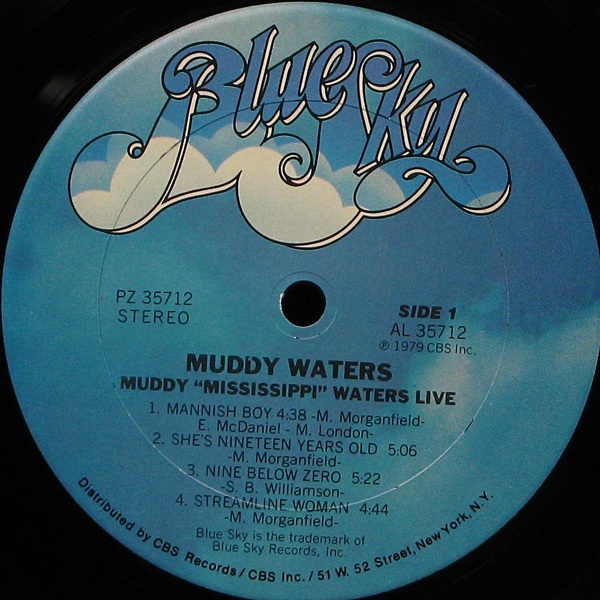 Blue Sky
PZ 35712
STEREO
SIDE 1
AL 35712
℗ 1979 CBS Inc.
MUDDY WATERS
MUDDY “MISSISSIPPI” WATERS LIVE
1. MANNISH BOY 4:38 -M. Morganfield-
E. McDaniel - M. London-
2. SHE'S NINETEEN YEARS OLD 5:06
-M. Morganfield-
3. NINE BELOW ZERO 5:22
-S. B. Williamson-
4. STREAMLINE WOMAN 4:44
-M. Morganfield-
Blue Sky is the trademark of
Blue Sky Records, Inc.
Distributed by CBS Records / CBS Inc. / 51 W. 52 Street, New York, N.Y.